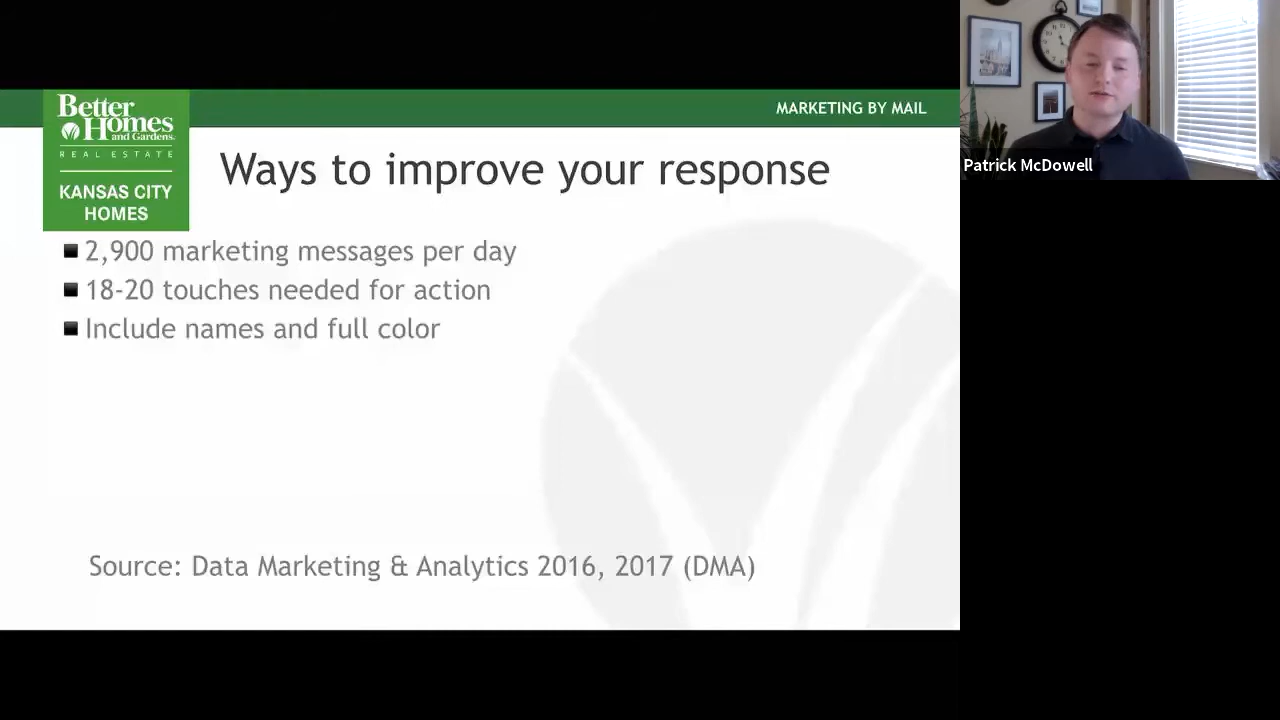 Better
Homes
and Gardens
REAL ESTATE
KANSAS CITY
HOMES
MARKETING BY MAIL
Ways to improve your response
2,900 marketing messages per day
18-20 touches needed for action
Include names and full color
Source: Data Marketing & Analytics 2016, 2017 (DMA)
Patrick McDowell